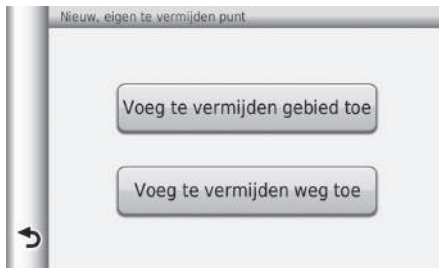 Nieuw, eigen te vermijden punt
Voeg te vermijden gebied toe
Voeg te vermijden weg toe